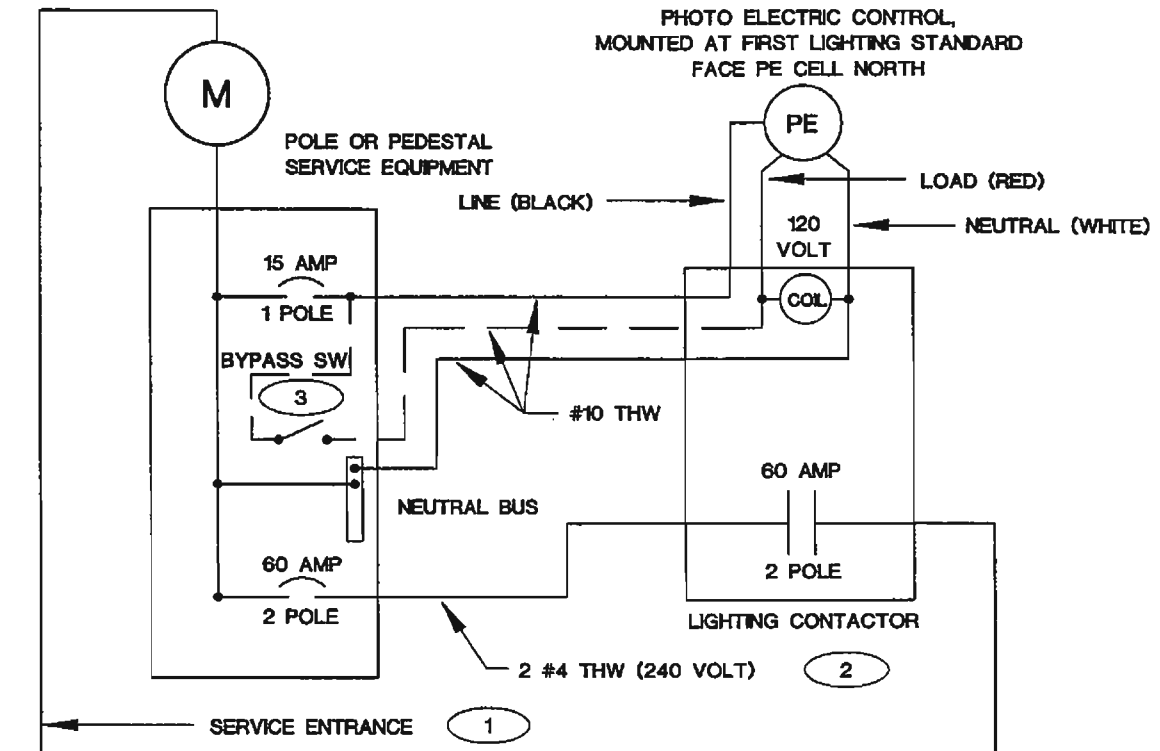 PHOTO ELECTRIC CONTROL,
MOUNTED AT FIRST LIGHTING STANDARD
FACE PE CELL NORTH
M
PE
POLE OR PEDESTAL
SERVICE EQUIPMENT
LOAD (RED)
LINE (BLACK)
NEUTRAL (WHITE)
120
VOLT
15 AMP
1 POLE
COIL
BYPASS SW
3
#10 THW
60 AMP
NEUTRAL BUS
60 AMP
2 POLE
2 POLE
LIGHTING CONTACTOR
2 #4 THW (240 VOLT)
2
SERVICE ENTRANCE
1